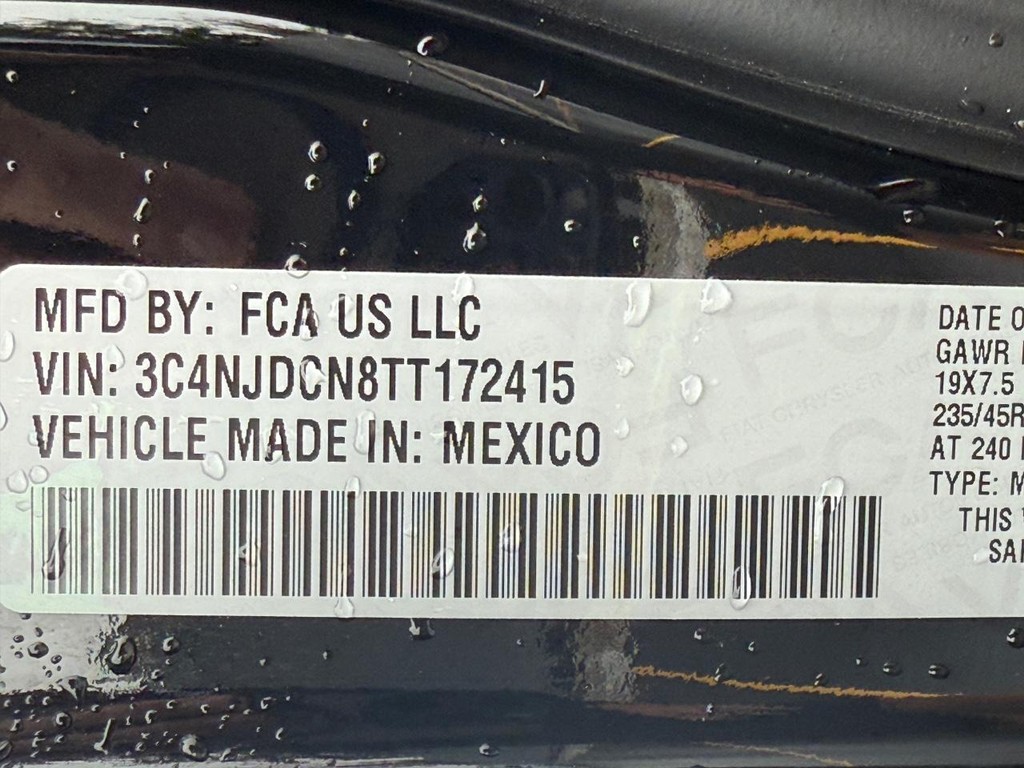 MFD BY: FCA US LLC
VIN: 3C4NJDCN8TT172415
VEHICLE MADE IN: MEXICO
DATE O
GAWR
19X7.5
235/45R
AT 240
TYPE: M
THIS
SA